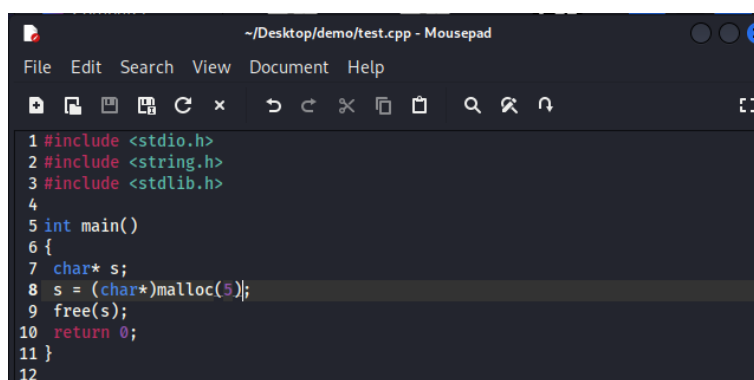 ~/Desktop/demo/test.cpp - Mousepad
File Edit Search View Document Help
1 #include <stdio.h>
2 #include <string.h>
3 #include <stdlib.h>
4
5 int main()
6 {
7 char* s;
8 s = (char*)malloc(5);
9 free(s);
10 return 0;
11 }
12